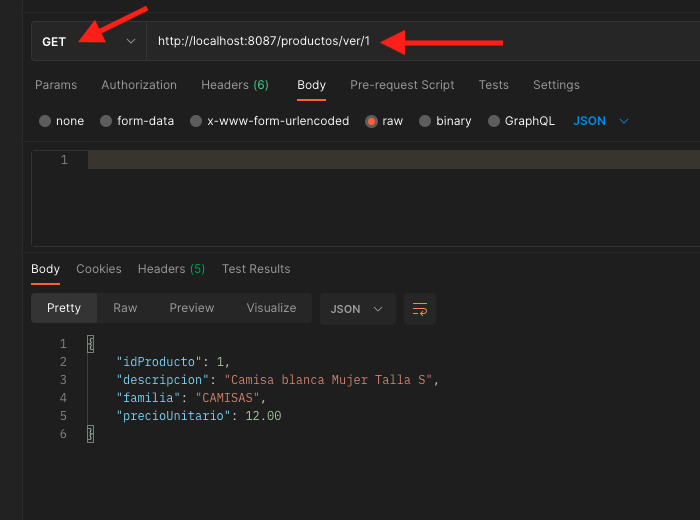 GET http://localhost:8087/productos/ver/1
Params Authorization Headers (6) Body Pre-request Script Tests Settings
none form-data x-www-form-urlencoded raw binary GraphQL JSON
1
Body Cookies Headers (5) Test Results
Pretty Raw Preview Visualize JSON
1 {
2 "idProducto": 1,
3 "descripcion": "Camisa blanca Mujer Talla S",
4 "familia": "CAMISAS",
5 "precioUnitario": 12.00
6 }